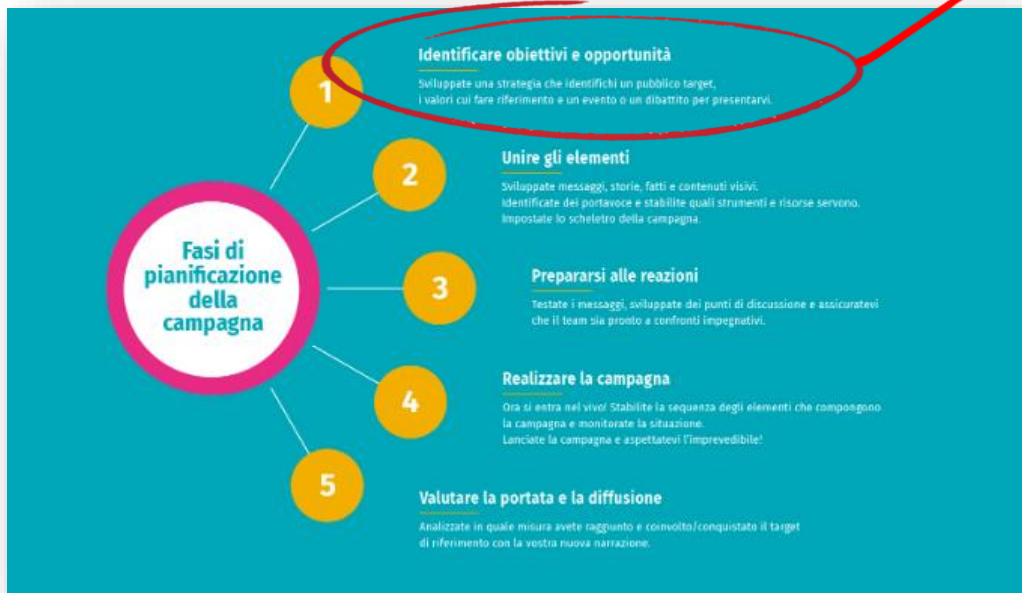 1
Identificare obiettivi e opportunità
Sviluppate una strategia che identifichi un pubblico target,
i valori cui fare riferimento e un evento o un dibattito per presentarvi.
2
Unire gli elementi
Sviluppate messaggi, storie, fatti e contenuti visivi.
Identificate dei portavoce e stabilite quali strumenti e risorse servono.
Impostate lo scheletro della campagna.
Fasi di
pianificazione
della
campagna
3
Prepararsi alle reazioni
Testate i messaggi, sviluppate dei punti di discussione e assicuratevi
che il team sia pronto a confronti impegnativi.
4
Realizzare la campagna
Ora si entra nel vivo! Stabilite la sequenza degli elementi che compongono
la campagna e monitorate la situazione.
Lanciate la campagna e aspettatevi l'imprevedibile!
5
Valutare la portata e la diffusione
Analizzate in quale misura avete raggiunto e coinvolto/conquistato il target
di riferimento con la vostra nuova narrazione.